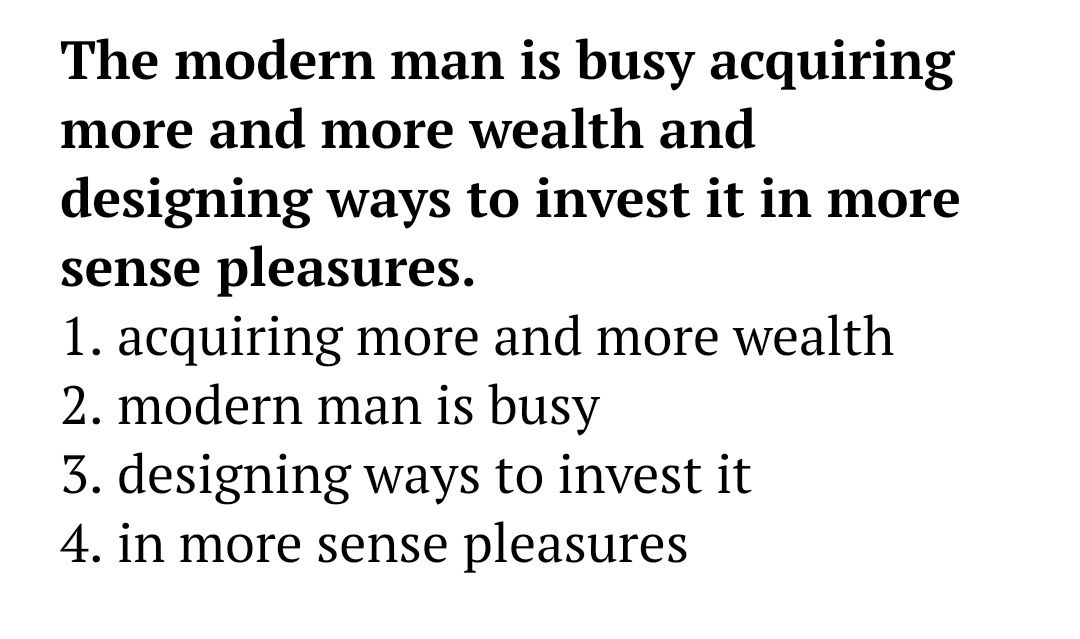 The modern man is busy acquiring
more and more wealth and
designing ways to invest it in more
sense pleasures.
1. acquiring more and more wealth
2. modern man is busy
3. designing ways to invest it
4. in more sense pleasures